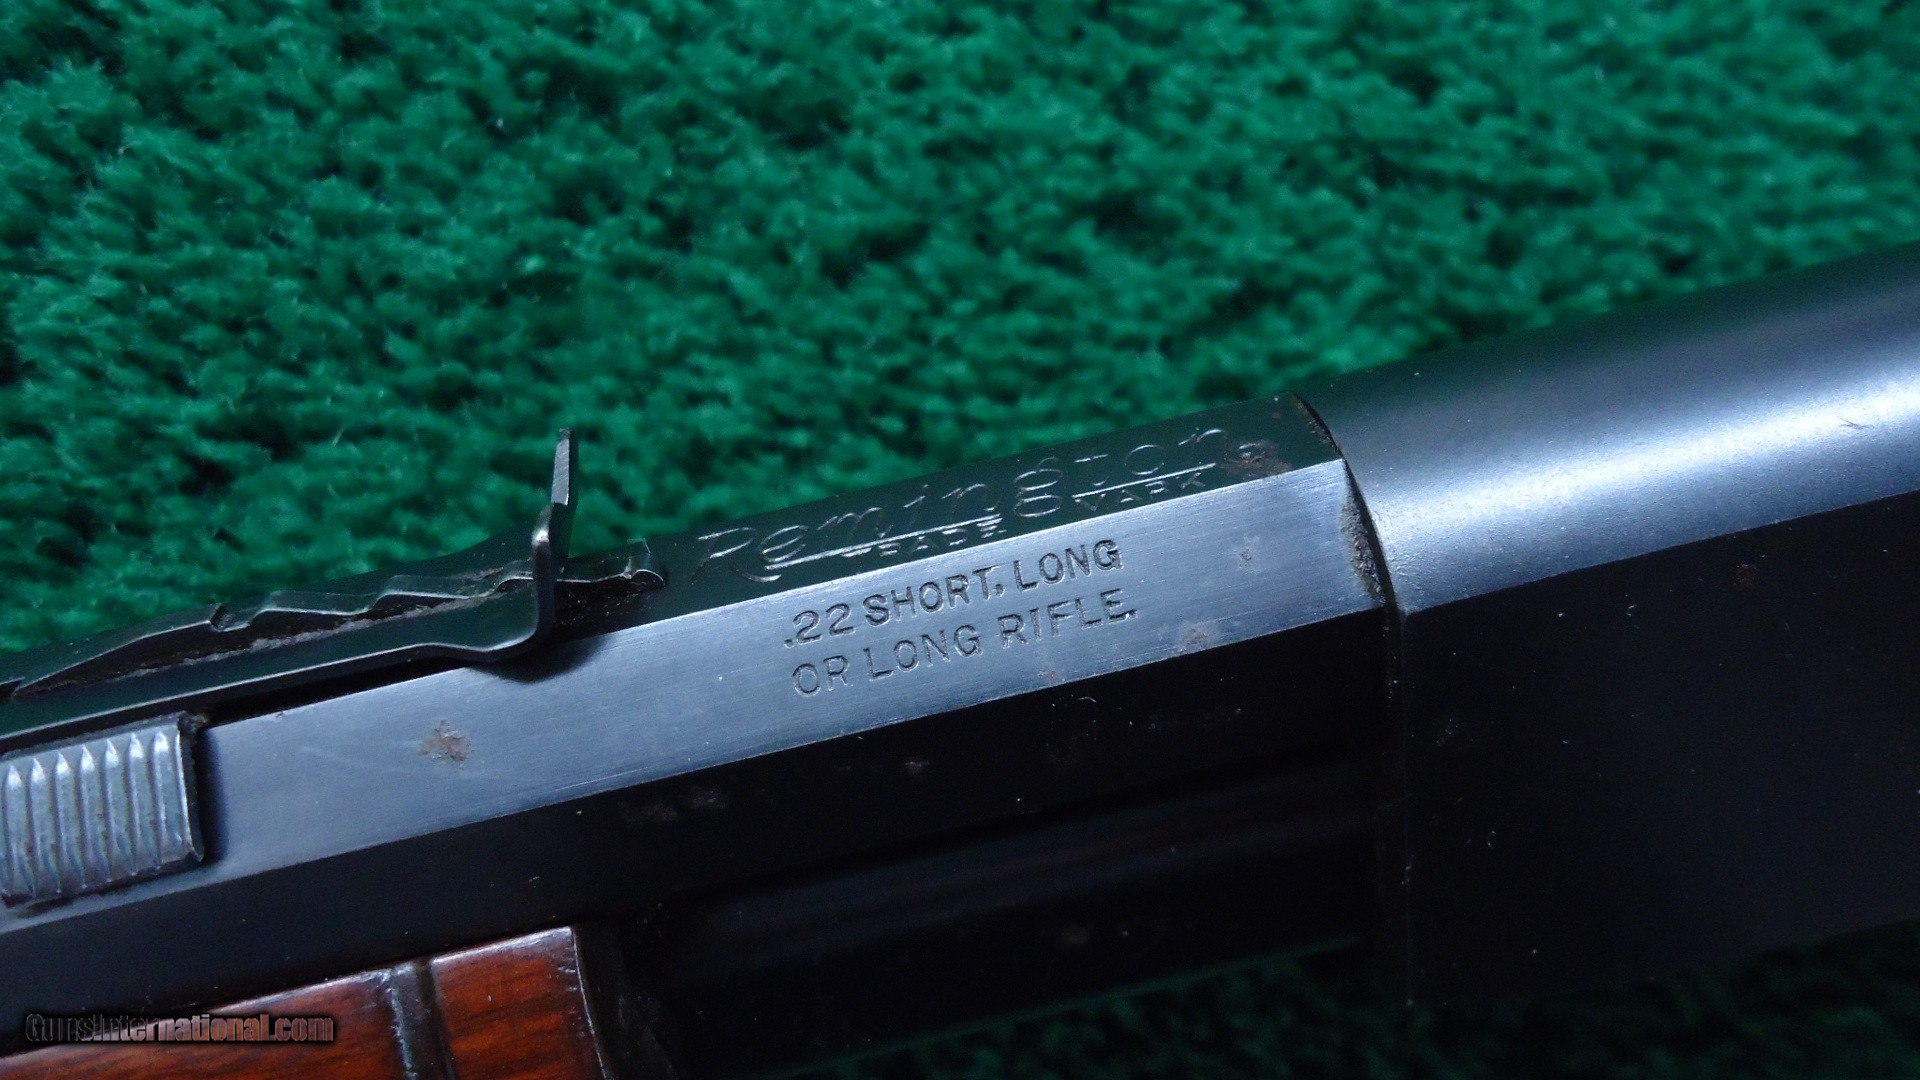 Remington
TRADE MARK
.22 SHORT, LONG
OR LONG RIFLE.
GunsInternational.com